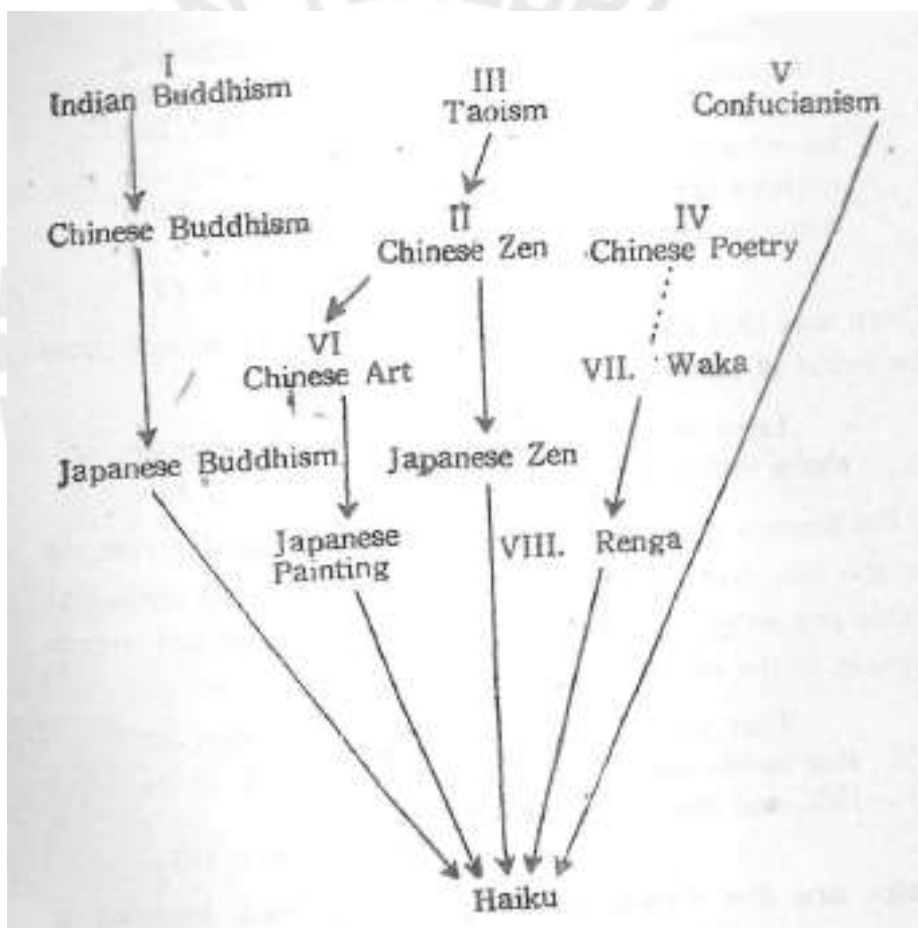 I
Indian Buddhism
III
Taoism
V
Confucianism
Chinese Buddhism
II
Chinese Zen
IV
Chinese Poetry
VI
Chinese Art
VII. Waka
Japanese Buddhism
Japanese Zen
Japanese
Painting
VIII. Renga
Haiku